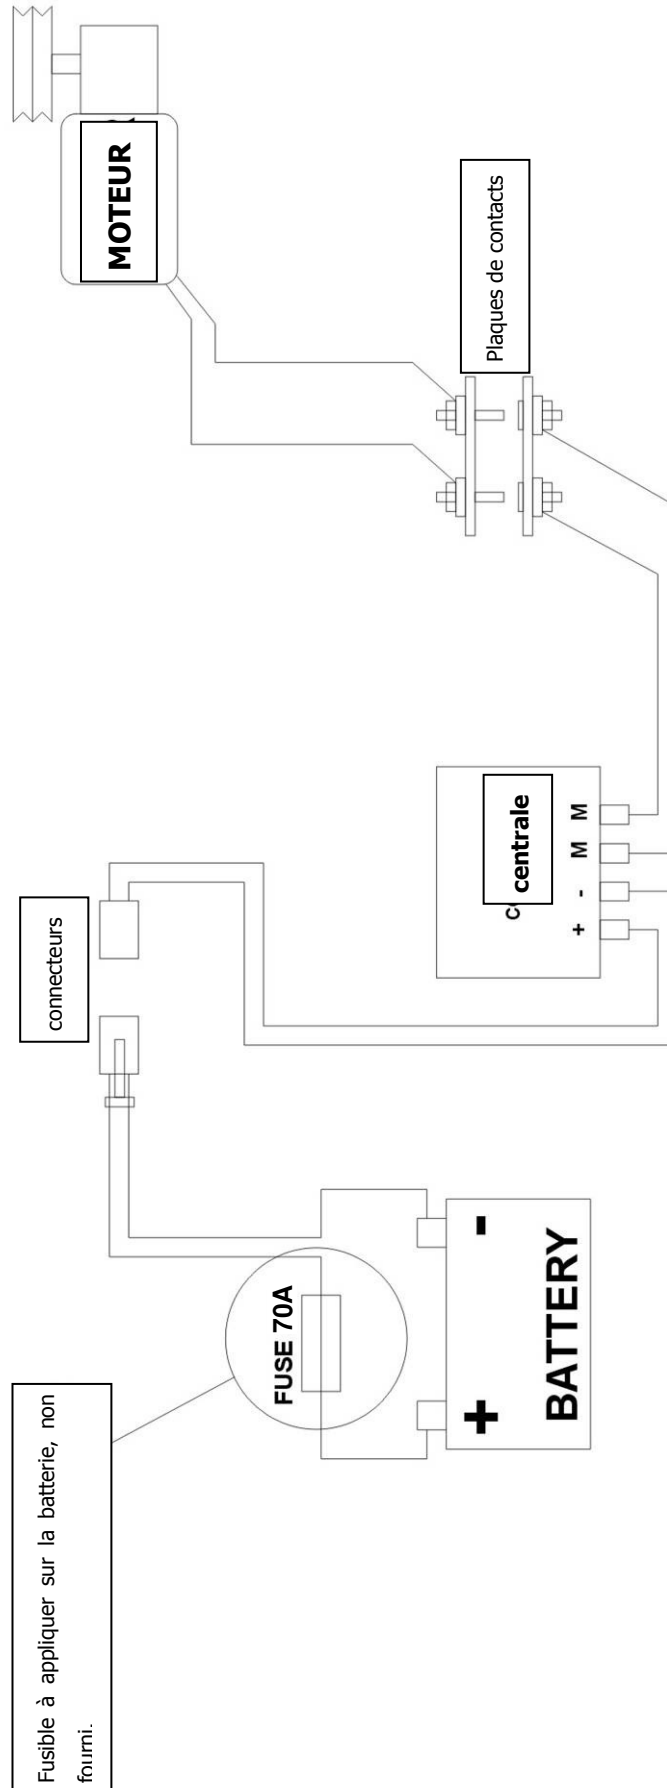 Fusible à appliquer sur la batterie, non
fourni.
FUSE 70A
+
-
BATTERY
connecteurs
centrale
+ - M M
Plaques de contacts
MOTEUR